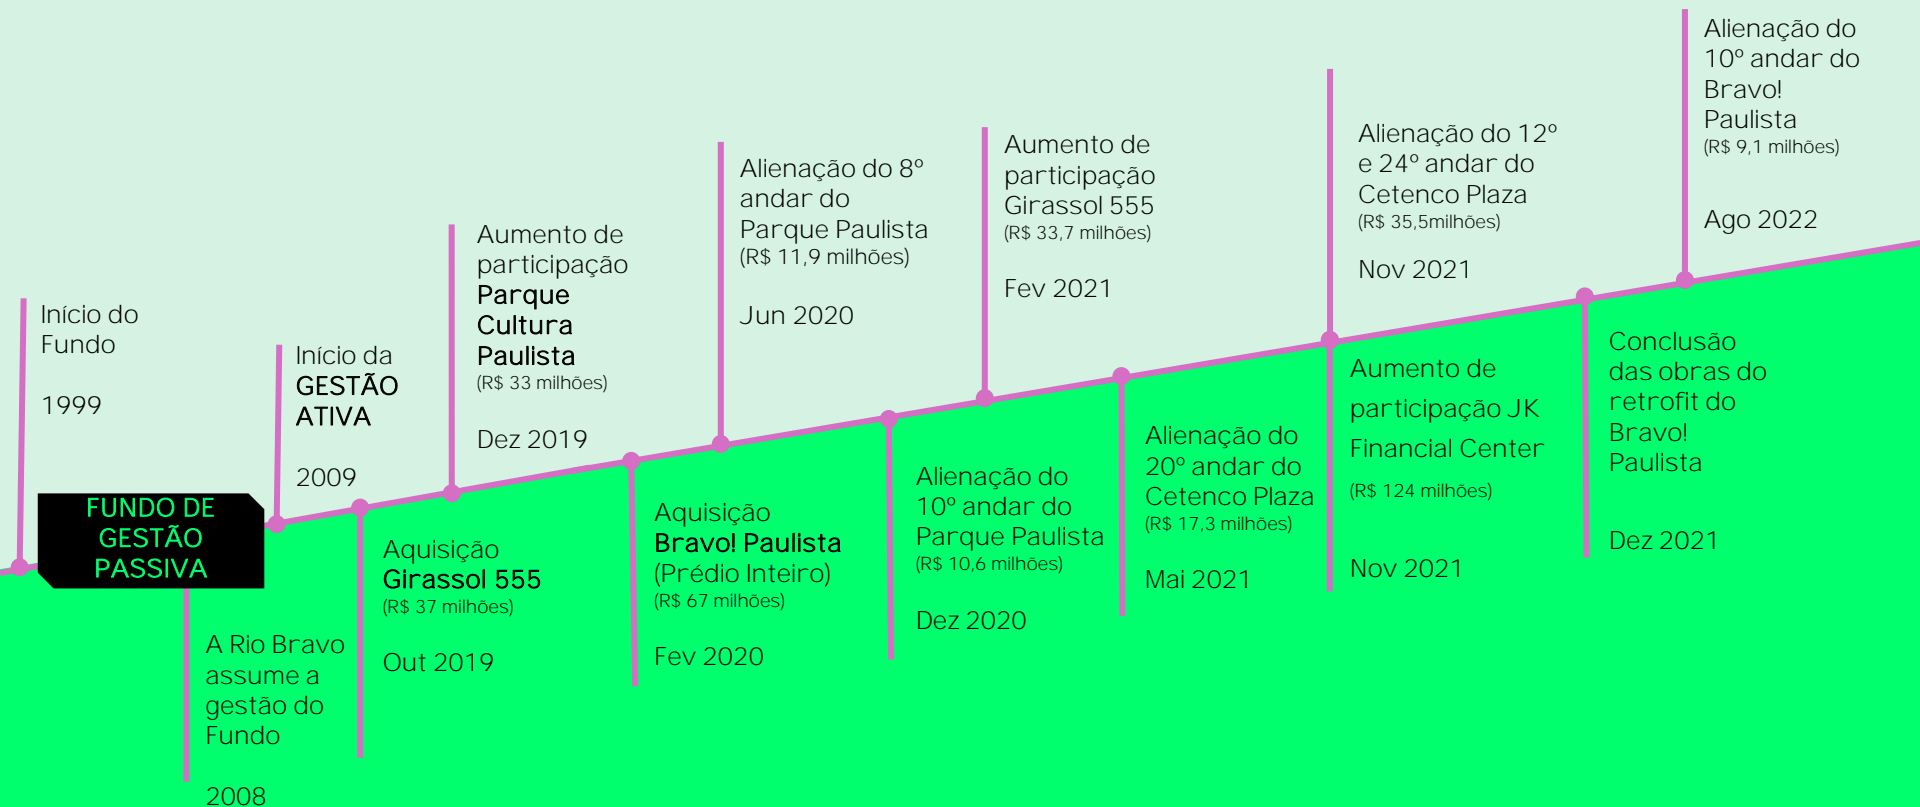 Início do
Fundo
1999
FUNDO DE
GESTÃO
PASSIVA
A Rio Bravo
assume a
gestão do
Fundo
2008
Início da
GESTÃO
ATIVA
2009
Aquisição
Girassol 555
(R$ 37 milhões)
Out 2019
Aumento de
participação
Parque
Cultura
Paulista
(R$ 33 milhões)
Dez 2019
Aquisição
Bravo! Paulista
(Prédio Inteiro)
(R$ 67 milhões)
Fev 2020
Alienação do 8º
andar do
Parque Paulista
(R$ 11,9 milhões)
Jun 2020
Alienação do
10º andar do
Parque Paulista
(R$ 10,6 milhões)
Dez 2020
Aumento de
participação
Girassol 555
(R$ 33,7 milhões)
Fev 2021
Alienação do
20º andar do
Cetenco Plaza
(R$ 17,3 milhões)
Mai 2021
Alienação do 12º
e 24º andar do
Cetenco Plaza
(R$ 35,5milhões)
Nov 2021
Aumento de
participação JK
Financial Center
(R$ 124 milhões)
Nov 2021
Conclusão
das obras do
retrofit do
Bravo!
Paulista
Dez 2021
Alienação do
10º andar do
Bravo!
Paulista
(R$ 9,1 milhões)
Ago 2022